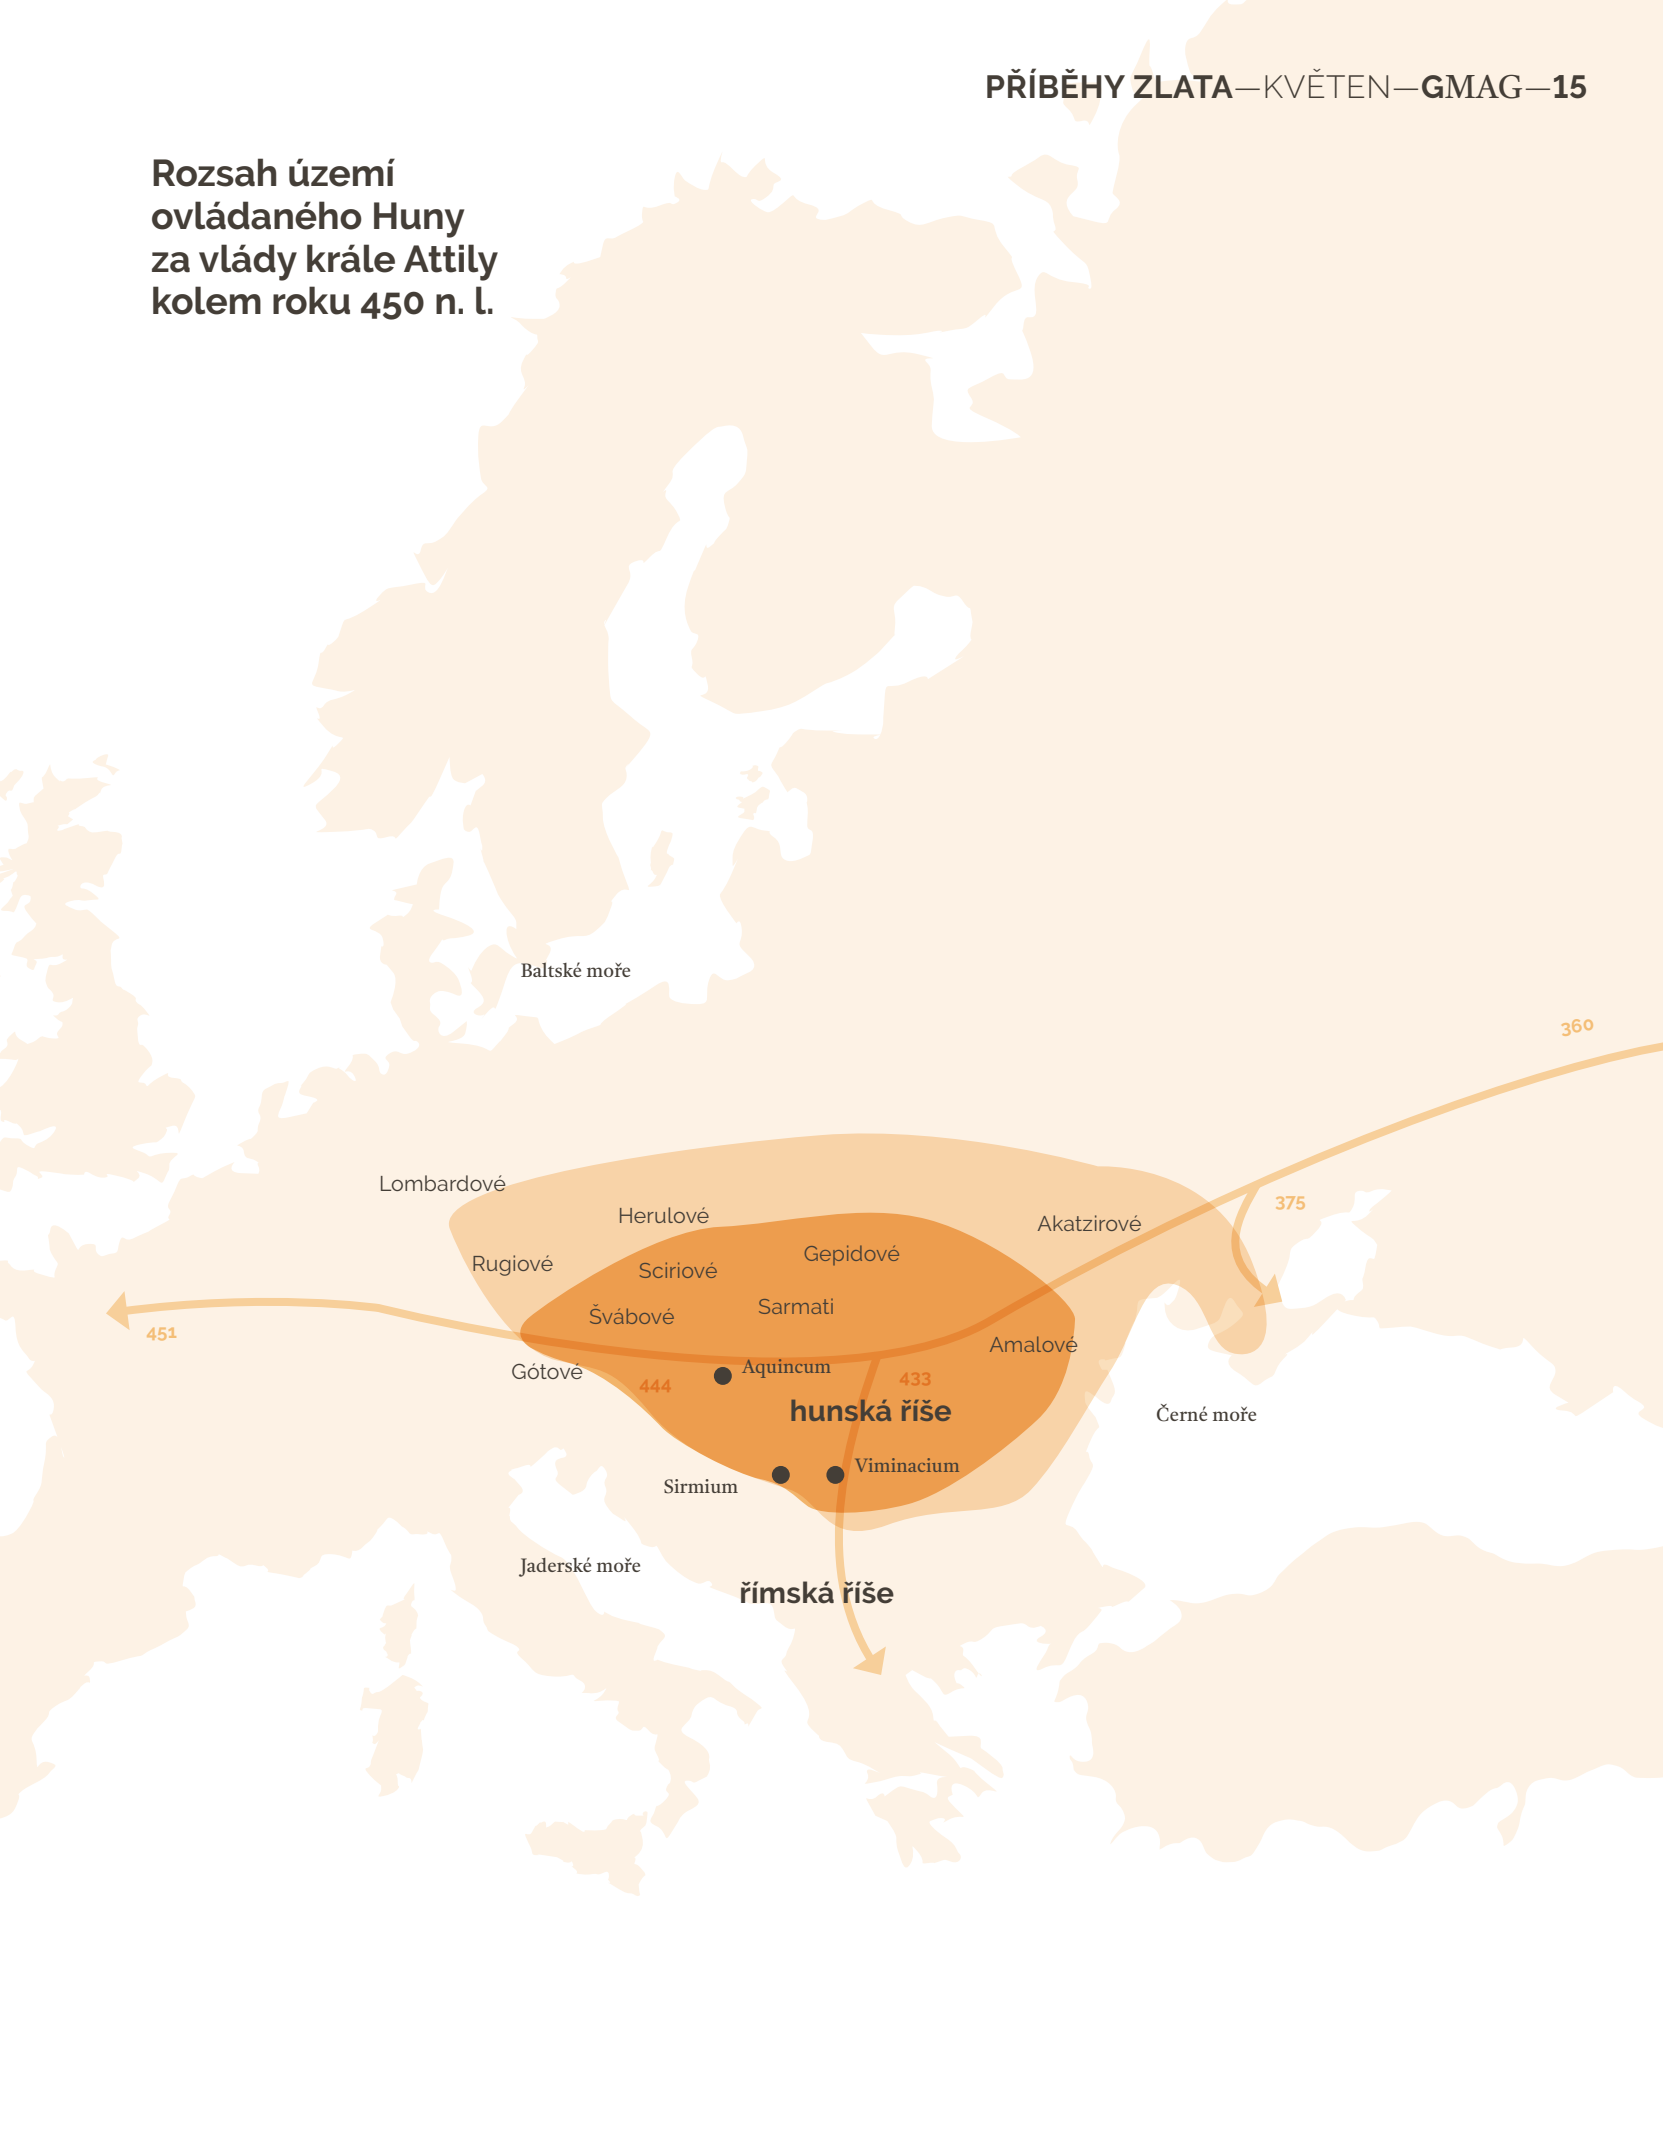 PŘÍBĚHY ZLATA—KVĚTEN—GMAG—15
Rozsah území
ovládaného Huny
za vlády krále Attily
kolem roku 450 n. l.
Baltské moře
360
Lombardové
375
Herulové
Akatzirové
Gepidové
Rugiové
Sciriové
Sarmati
Švábové
451
Amalové
Aquincum
Gótové
444
433
hunská říše
Černé moře
Viminacium
Sirmium
Jaderské moře
římská říše